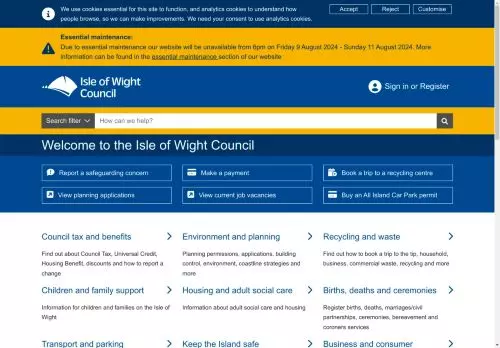 We use cookies essential for this site to function, and analytics cookies to understand how
people browse, so we can make improvements. We need your consent to use analytics cookies.
Accept
Reject
Customise
Essential maintenance:
Due to essential maintenance our website will be unavailable from 6pm on Friday 9 August 2024 - Sunday 11 August 2024. More
information can be found in the essential maintenance section of our website
Isle of Wight
Council
Sign in or Register
Search filter
How can we help?
Welcome to the Isle of Wight Council
Report a safeguarding concern
Make a payment
Book a trip to a recycling centre
View planning applications
View current job vacancies
Buy an All Island Car Park permit
Council tax and benefits
Find out about Council Tax, Universal Credit,
Housing Benefit, discounts and how to report a
change
Environment and planning
Planning permissions, applications, building
control, environment, coastline strategies and
more
Recycling and waste
Find out how to book a trip to the tip, household,
business, commercial waste, recycling and more
Children and family support
Information for children and families on the Isle of
Wight
Housing and adult social care
Information about adult social care and housing
Births, deaths and ceremonies
Register births, deaths, marriages/civil
partnerships, ceremonies, bereavement and
coroners services
Transport and parking
Keep the Island safe
Business and consumer